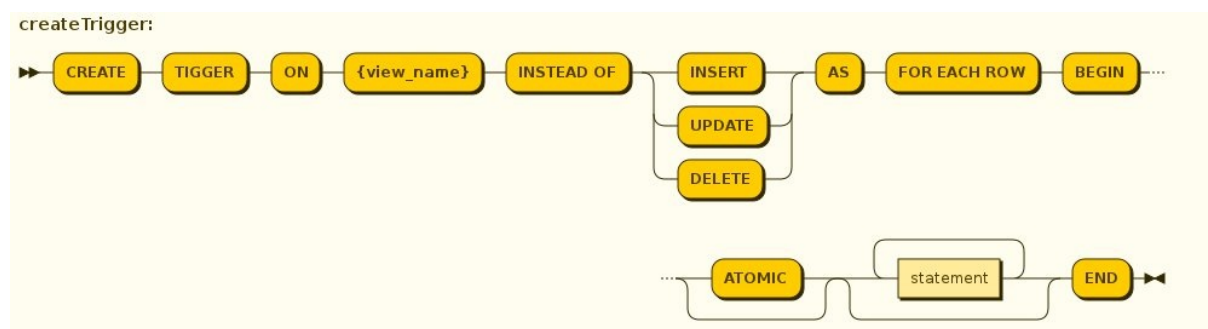 createTrigger:
CREATE TIGGER ON {view_name} INSTEAD OF INSERT AS FOR EACH ROW BEGIN
UPDATE
DELETE
ATOMIC statement END